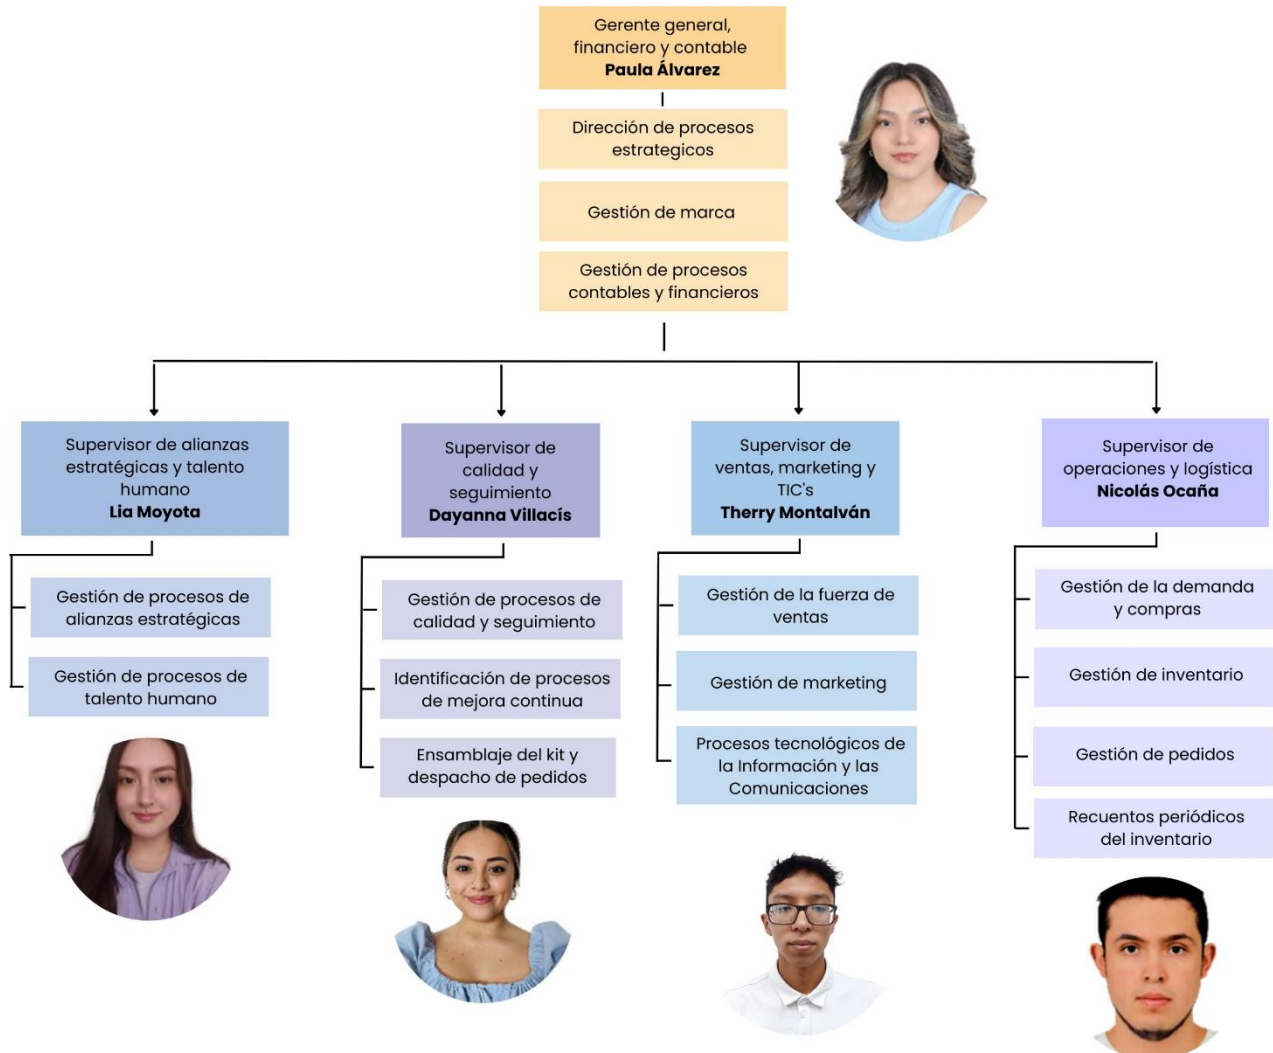 Gerente general,
financiero y contable
Paula Álvarez
Dirección de procesos
estrategicos
Gestión de marca
Gestión de procesos
contables y financieros
Supervisor de alianzas
estratégicas y talento
humano
Lia Moyota
Gestión de procesos de
alianzas estratégicas
Gestión de procesos de
talento humano
Supervisor de
calidad y
seguimiento
Dayanna Villacís
Gestión de procesos de
calidad y seguimiento
Identificación de procesos
de mejora continua
Ensamblaje del kit y
despacho de pedidos
Supervisor de
ventas, marketing y
TIC's
Therry Montalván
Gestión de la fuerza de
ventas
Gestión de marketing
Procesos tecnológicos de
la Información y las
Comunicaciones
Supervisor de
operaciones y logística
Nicolás Ocaña
Gestión de la demanda
y compras
Gestión de inventario
Gestión de pedidos
Recuentos periódicos
del inventario